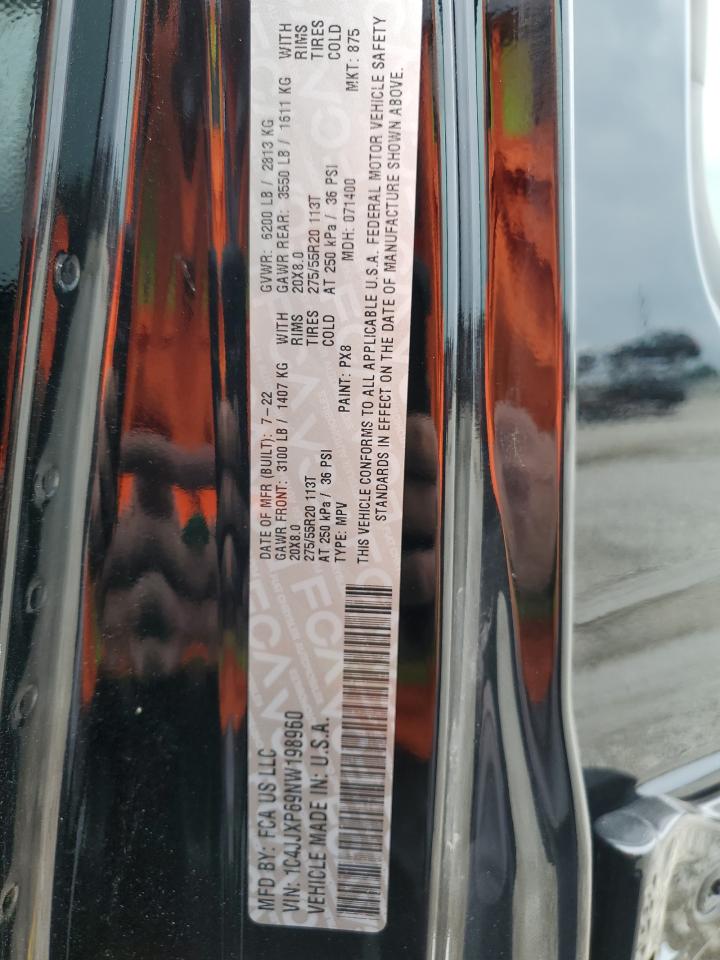 MFD BY: FCA US LLC
VIN: 1C4JJXP69NW198960
VEHICLE MADE IN: U.S.A.
DATE OF MFR (BUILT): 7-22 GVWR: 6200 LB / 2813 KG
GAWR FRONT: 3100 LB / 1407 KG WITH GAWR REAR: 3550 LB / 1611 KG WITH
20X8.0 RIMS 20X8.0 RIMS
275/55R20 113T TIRES 275/55R20 113T TIRES
AT 250 kPa / 36 PSI COLD AT 250 kPa / 36 PSI COLD
TYPE: MPV PAINT: PX8 MDH: 071400 MKT: 875
THIS VEHICLE CONFORMS TO ALL APPLICABLE U.S.A. FEDERAL MOTOR VEHICLE SAFETY
STANDARDS IN EFFECT ON THE DATE OF MANUFACTURE SHOWN ABOVE.